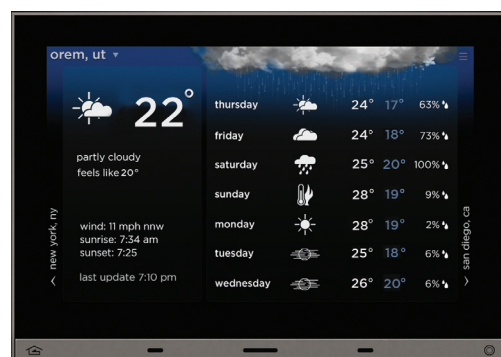 orem, ut
22°
partly cloudy
feels like 20°
wind: 11 mph nnw
sunrise: 7:34 am
sunset: 7:25
last update 7:10 pm
new york, ny
thursday 24° 17° 63%
friday 24° 18° 73%
saturday 25° 20° 100%
sunday 28° 19° 9%
monday 28° 19° 2%
tuesday 25° 18° 6%
wednesday 26° 20° 6%
san diego, ca